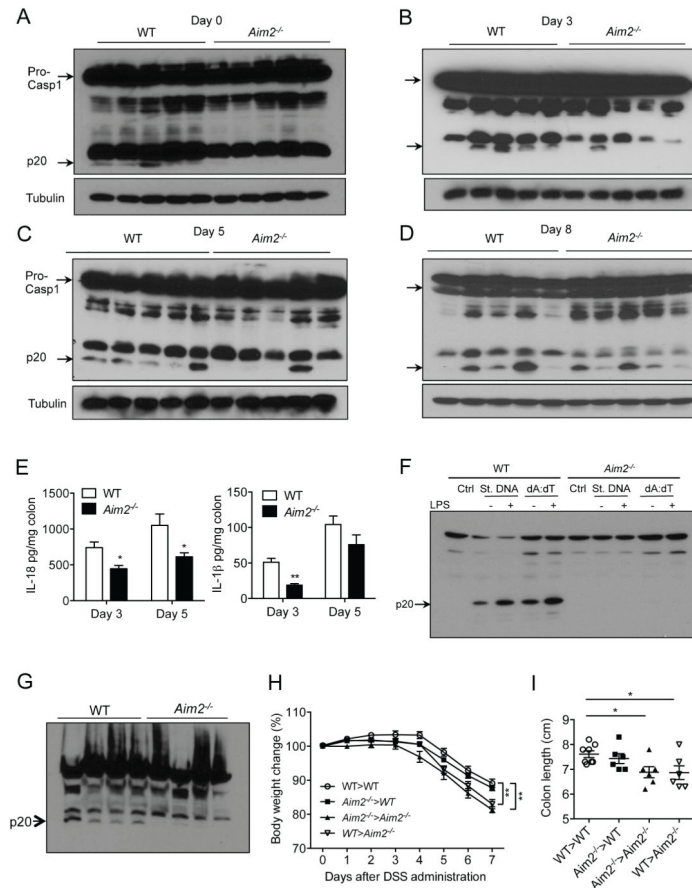 A
Day 0
WT
Aim2-/-
Pro-
Casp1
p20
Tubulin
B
Day 3
WT
Aim2-/-
C
Day 5
WT
Aim2-/-
Pro-
Casp1
p20
Tubulin
D
Day 8
WT
Aim2-/-
E
IL-18 pg/mg colon
1500
1000
500
0
WT
Aim2-/-
*
*
Day 3
Day 5
IL-1β pg/mg colon
150
100
50
0
WT
Aim2-/-
**
Day 3
Day 5
F
WT
Aim2-/-
Ctrl St. DNA dA:dT Ctrl St. DNA dA:dT
LPS - + - + - + - +
p20
G
WT
Aim2-/-
p20
H
Body weight change (%)
110
100
90
80
70
WT>WT
Aim2-/->WT
Aim2-/->Aim2-/-
WT>Aim2-/-
**
**
0 1 2 3 4 5 6 7
Days after DSS administration
I
Colon length (cm)
9
8
7
6
5
*
*
WT>WT
Aim2-/->WT
Aim2-/->Aim2-/-
WT>Aim2-/-